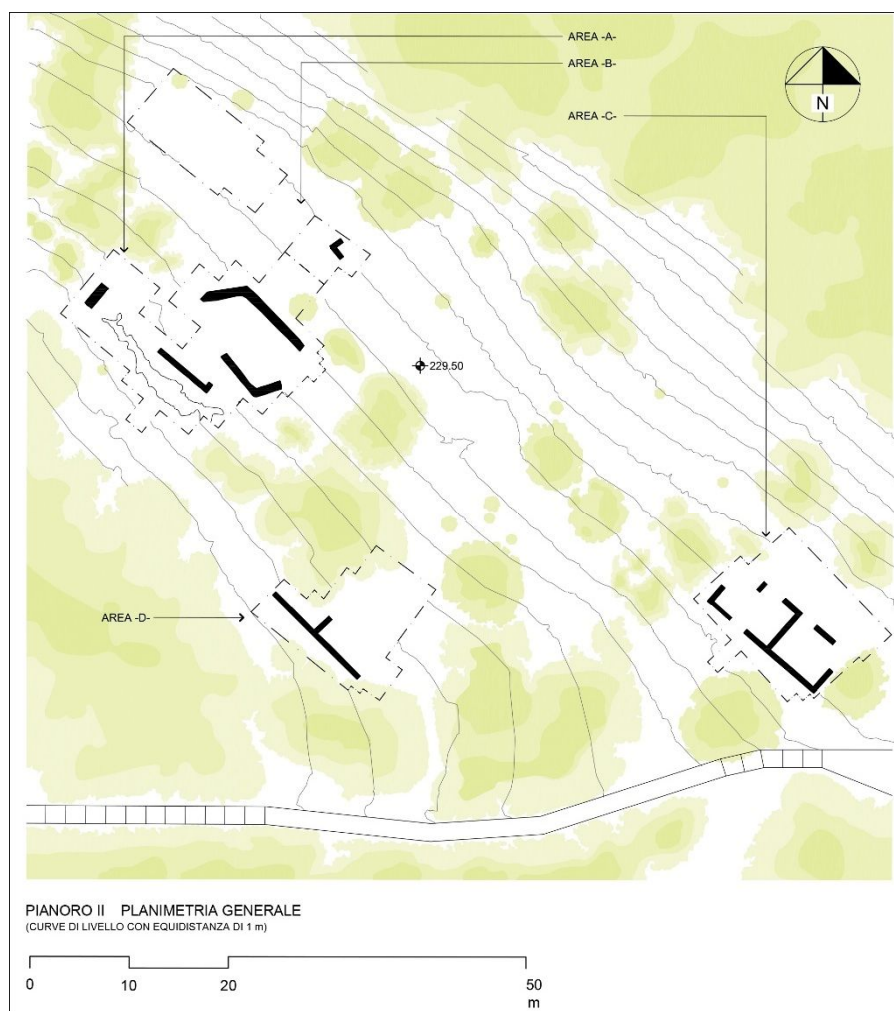 AREA -A-
AREA -B-
AREA -C-
N
229.50
AREA -D-
PIANORO II PLANIMETRIA GENERALE
(CURVE DI LIVELLO CON EQUIDISTANZA DI 1 m)
0 10 20 50
m